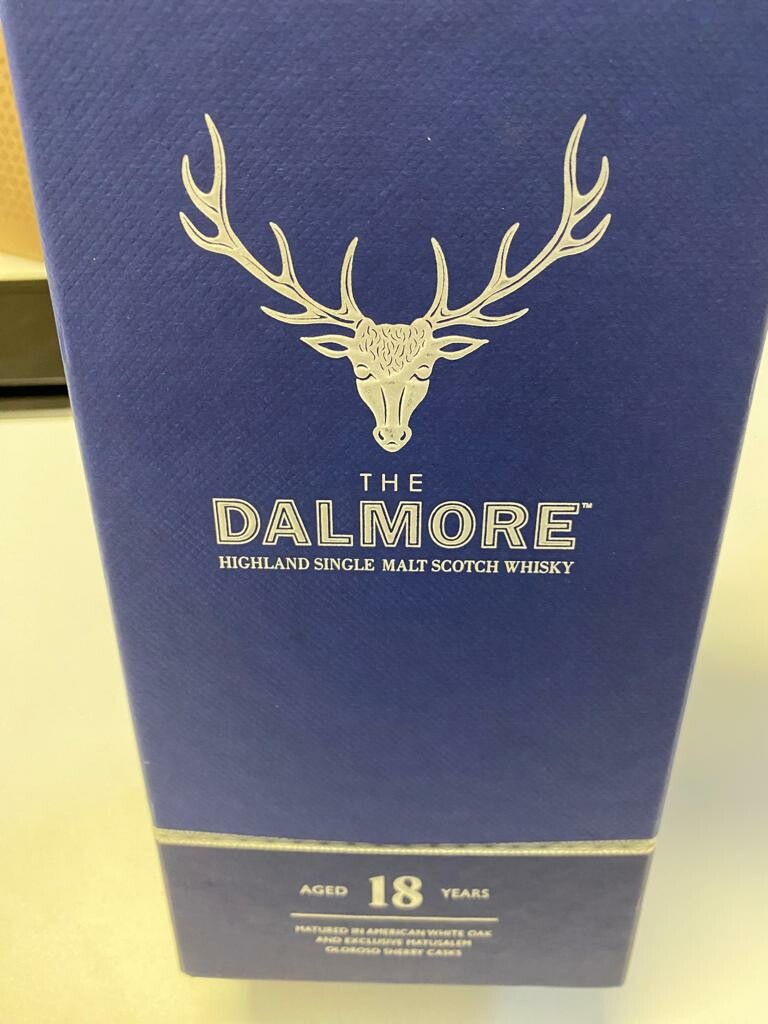 THE
DALMORE™
HIGHLAND SINGLE MALT SCOTCH WHISKY
AGED 18 YEARS
MATURED IN AMERICAN WHITE OAK
AND EXCLUSIVE MATUSALEM
OLOROSO SHERRY CASKS